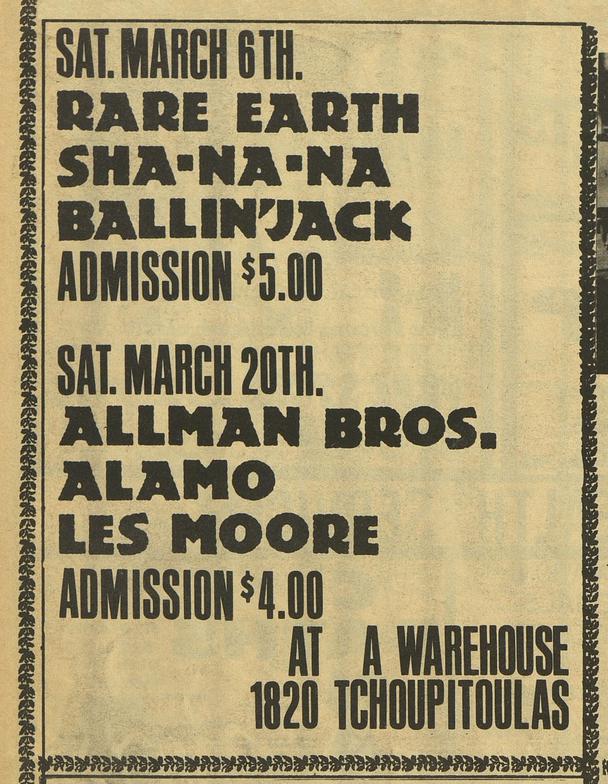 SAT. MARCH 6TH.
RARE EARTH
SHA-NA-NA
BALLIN'JACK
ADMISSION $5.00
SAT. MARCH 20TH.
ALLMAN BROS.
ALAMO
LES MOORE
ADMISSION $4.00
AT A WAREHOUSE
1820 TCHOUPITOULAS